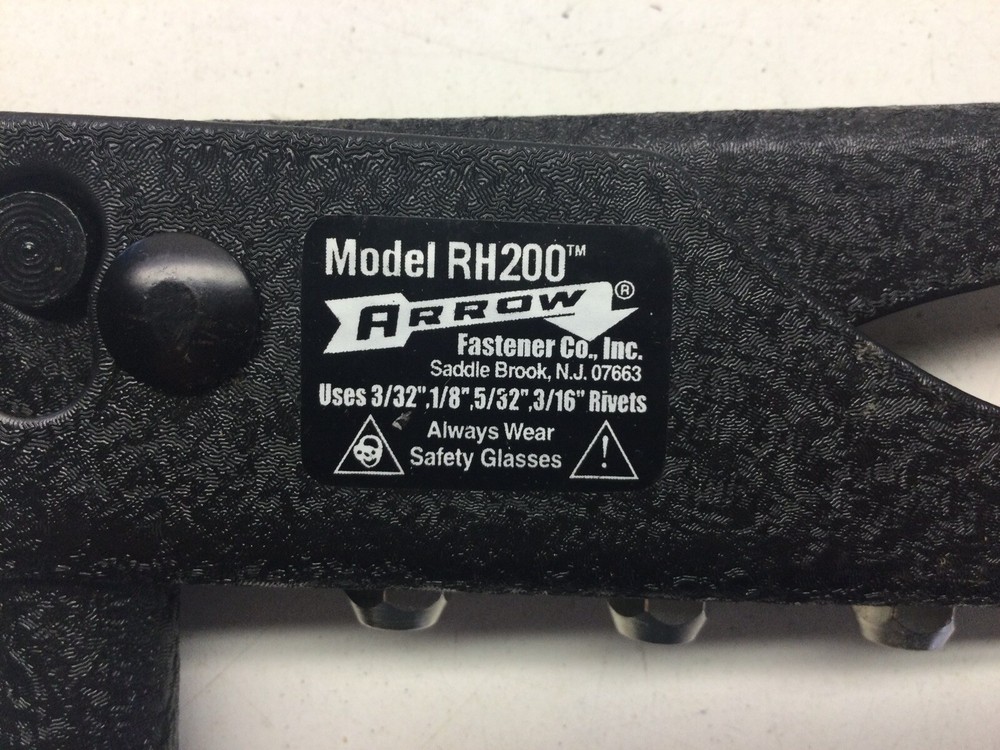 Model RH200™
ARROW®
Fastener Co., Inc.
Saddle Brook, N.J. 07663
Uses 3/32",1/8",5/32",3/16" Rivets
Always Wear
Safety Glasses
!